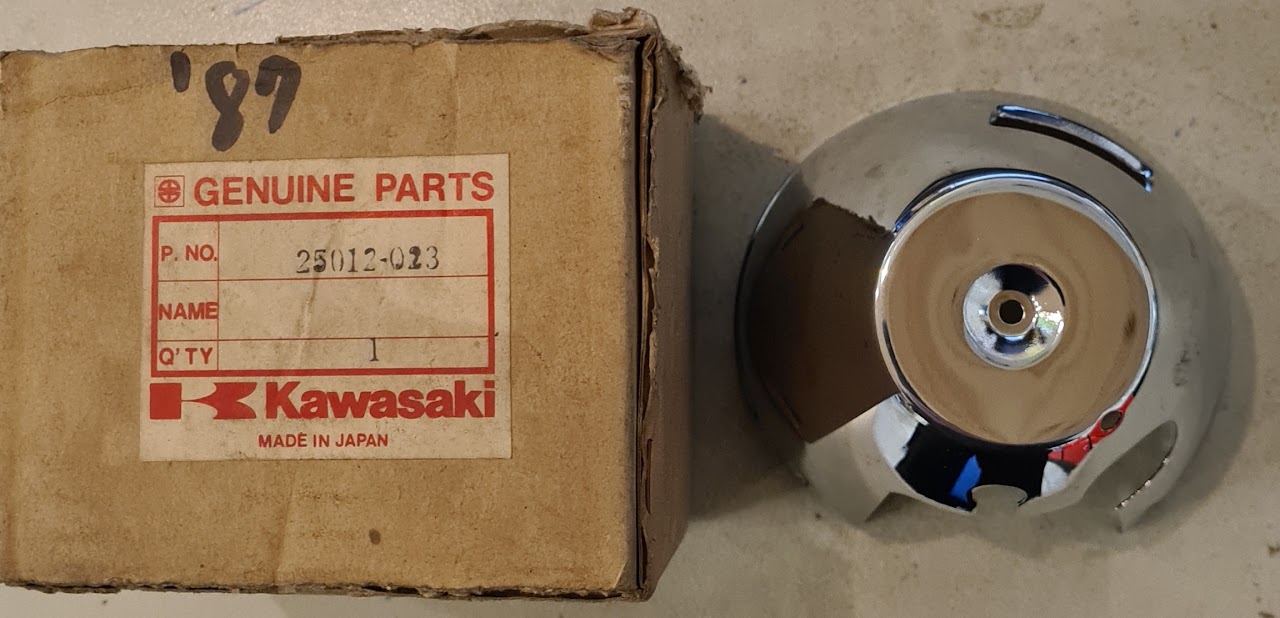 '87
GENUINE PARTS
P. NO. 25012-023
NAME
Q'TY 1
Kawasaki
MADE IN JAPAN